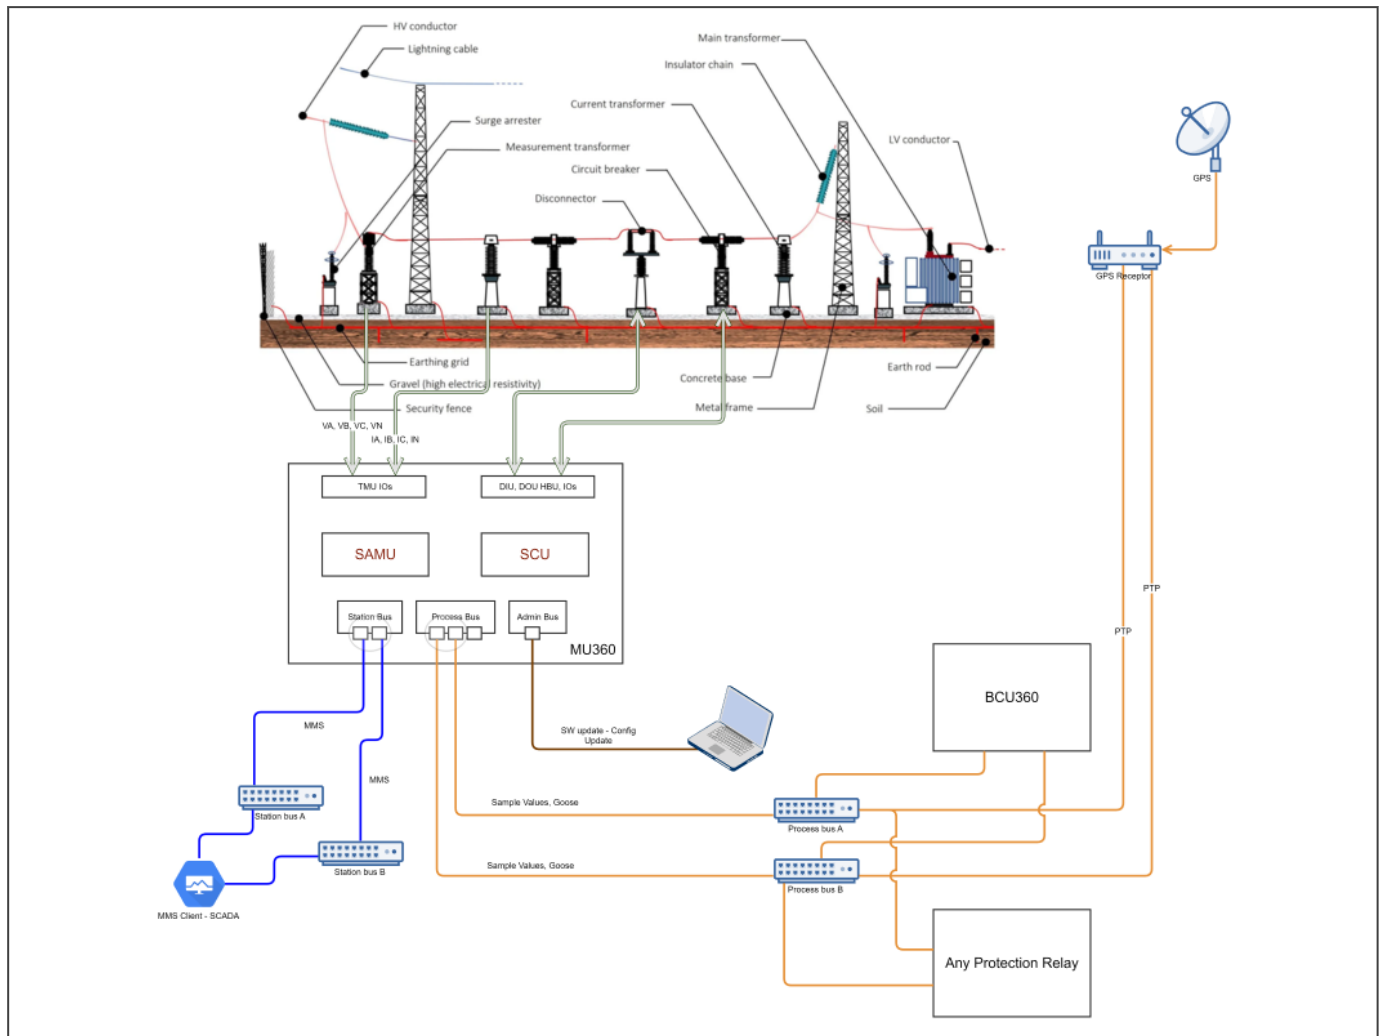 HV conductor
Lightning cable
Main transformer
Insulator chain
Current transformer
Surge arrester
LV conductor
Measurement transformer
Circuit breaker
Disconnector
GPS
GPS Receptor
Earthing grid
Earth rod
Concrete base
Gravel (high electrical resistivity)
Security fence
Metal frame
Soil
VA, VB, VC, VN
IA, IB, IC, IN
TMU IOs
DIU, DOU HBU, IOs
SAMU
SCU
Station Bus
Process Bus
Admin Bus
MU360
PTP
PTP
BCU360
MMS
SW update - Config
Update
MMS
Sample Values, Goose
Station bus A
Process bus A
Sample Values, Goose
Station bus B
Process bus B
MMS Client - SCADA
Any Protection Relay